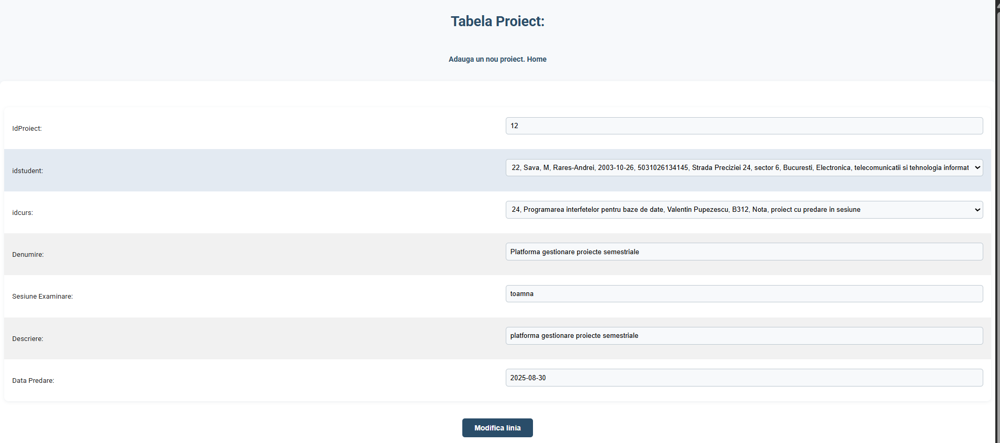 Tabela Proiect:
Adauga un nou proiect. Home
IdProiect: 12
idstudent: 22, Sava, M, Rares-Andrei, 2003-10-26, 5031026134145, Strada Preciziei 24, sector 6, Bucuresti, Electronica, telecomunicatii si tehnologia informat
idcurs: 24, Programarea interfetelor pentru baze de date, Valentin Pupezescu, B312, Nota, proiect cu predare in sesiune
Denumire: Platforma gestionare proiecte semestriale
Sesiune Examinare: toamna
Descriere: platforma gestionare proiecte semestriale
Data Predare: 2025-08-30
Modifica linia